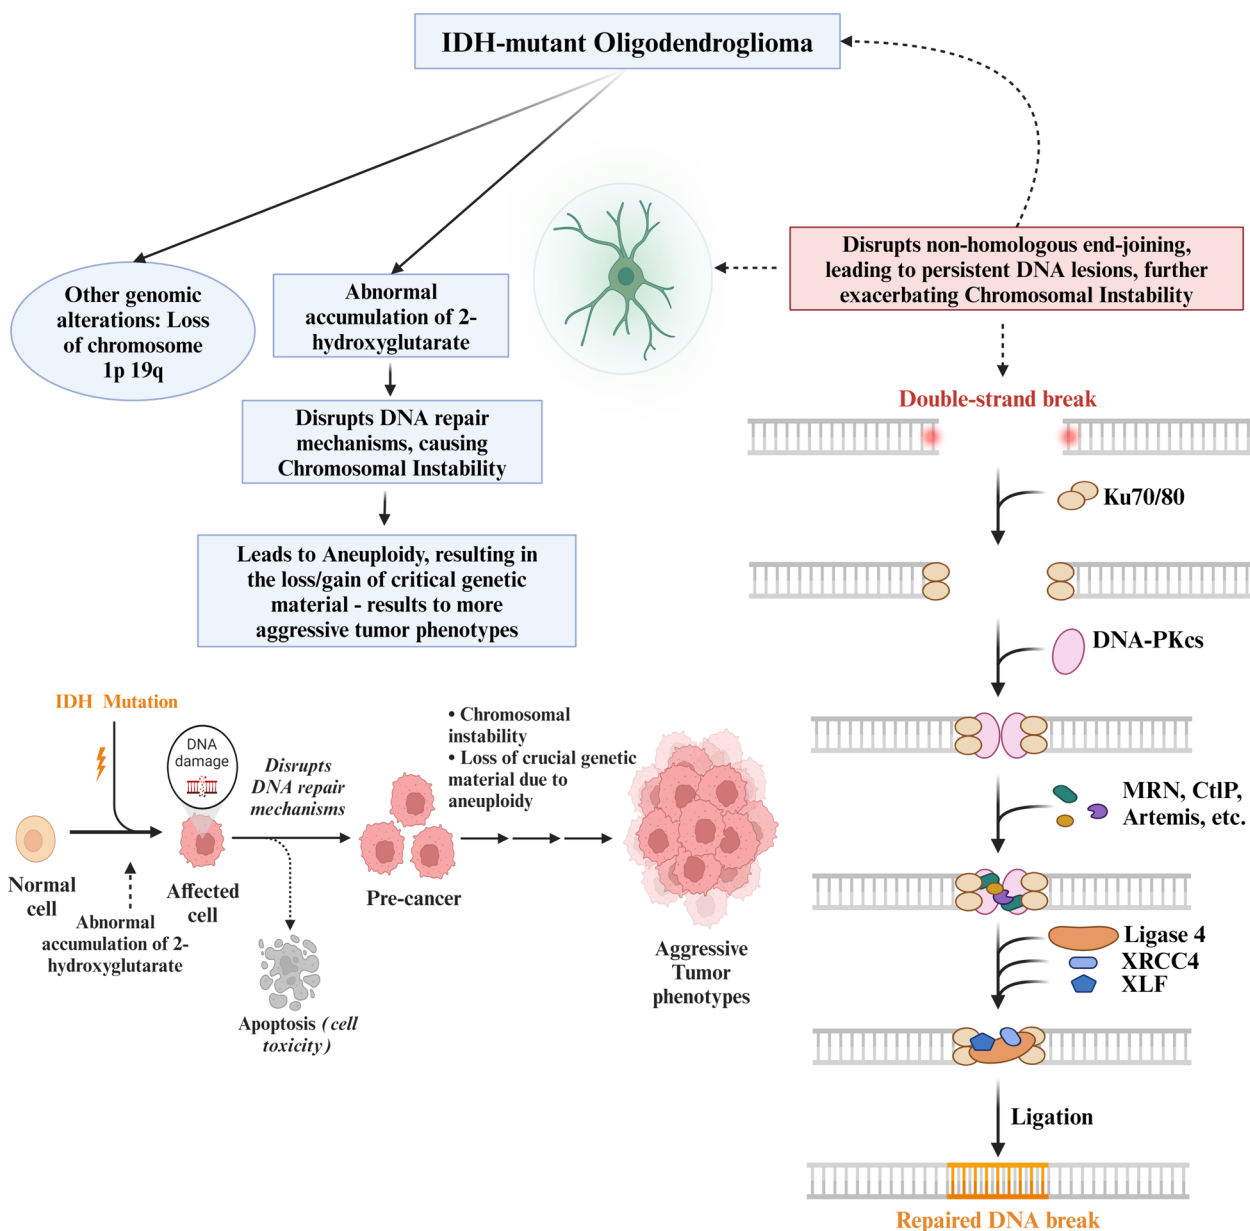 IDH-mutant Oligodendroglioma
Other genomic
alterations: Loss
of chromosome
1p 19q
Abnormal
accumulation of 2-
hydroxyglutarate
Disrupts DNA repair
mechanisms, causing
Chromosomal Instability
Leads to Aneuploidy, resulting in
the loss/gain of critical genetic
material - results to more
aggressive tumor phenotypes
Disrupts non-homologous end-joining,
leading to persistent DNA lesions, further
exacerbating Chromosomal Instability
Double-strand break
Ku70/80
DNA-PKcs
MRN, CtIP,
Artemis, etc.
Ligase 4
XRCC4
XLF
Ligation
Repaired DNA break
IDH Mutation
DNA
damage
Disrupts
DNA repair
mechanisms
• Chromosomal
instability
• Loss of crucial genetic
material due to
aneuploidy
Normal
cell
Affected
cell
Pre-cancer
Abnormal
accumulation of 2-
hydroxyglutarate
Apoptosis (cell
toxicity)
Aggressive
Tumor
phenotypes